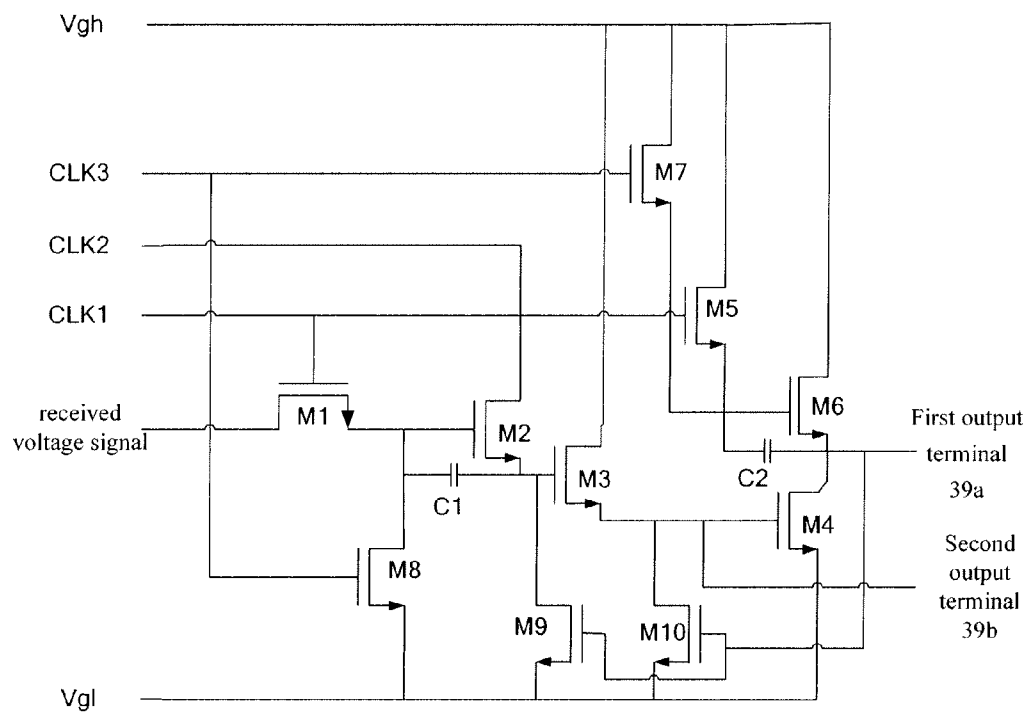 Vgh
CLK3
M7
CLK2
CLK1
M5
M1
M6
received
voltage signal
M2
First output
terminal
39a
M3
C2
C1
M4
Second
output
terminal
39b
M8
M9
M10
Vgl